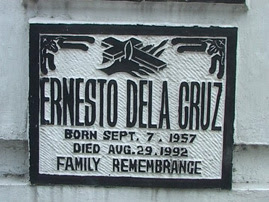 ERNESTO DELA CRUZ
BORN SEPT. 7, 1957
DIED AUG. 29, 1992
FAMILY REMEMBRANCE